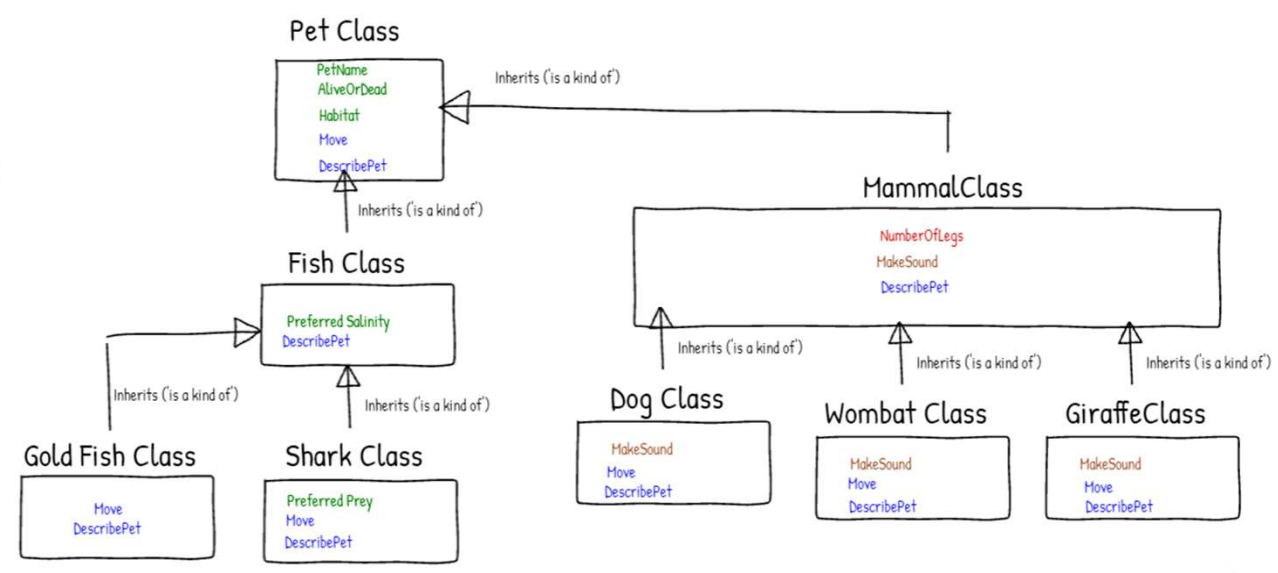 Pet Class
PetName
AliveOrDead
Habitat
Move
DescribePet
Inherits ('is a kind of')
Inherits ('is a kind of')
MammalClass
NumberOfLegs
MakeSound
DescribePet
Fish Class
Preferred Salinity
DescribePet
Inherits ('is a kind of')
Inherits ('is a kind of')
Inherits ('is a kind of')
Inherits ('is a kind of')
Inherits ('is a kind of')
Gold Fish Class
Move
DescribePet
Shark Class
Preferred Prey
Move
DescribePet
Dog Class
MakeSound
Move
DescribePet
Wombat Class
MakeSound
Move
DescribePet
GiraffeClass
MakeSound
Move
DescribePet